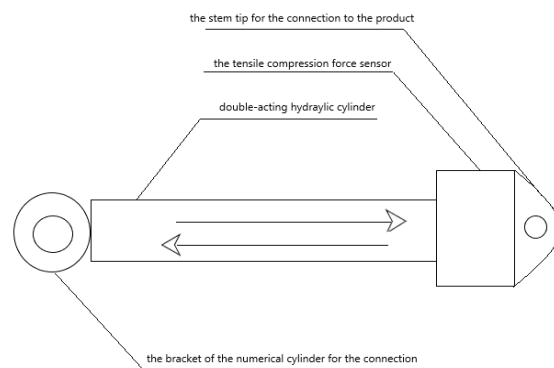 the stem tip for the connection to the product
the tensile compression force sensor
double-acting hydraylic cylinder
the bracket of the numerical cylinder for the connection